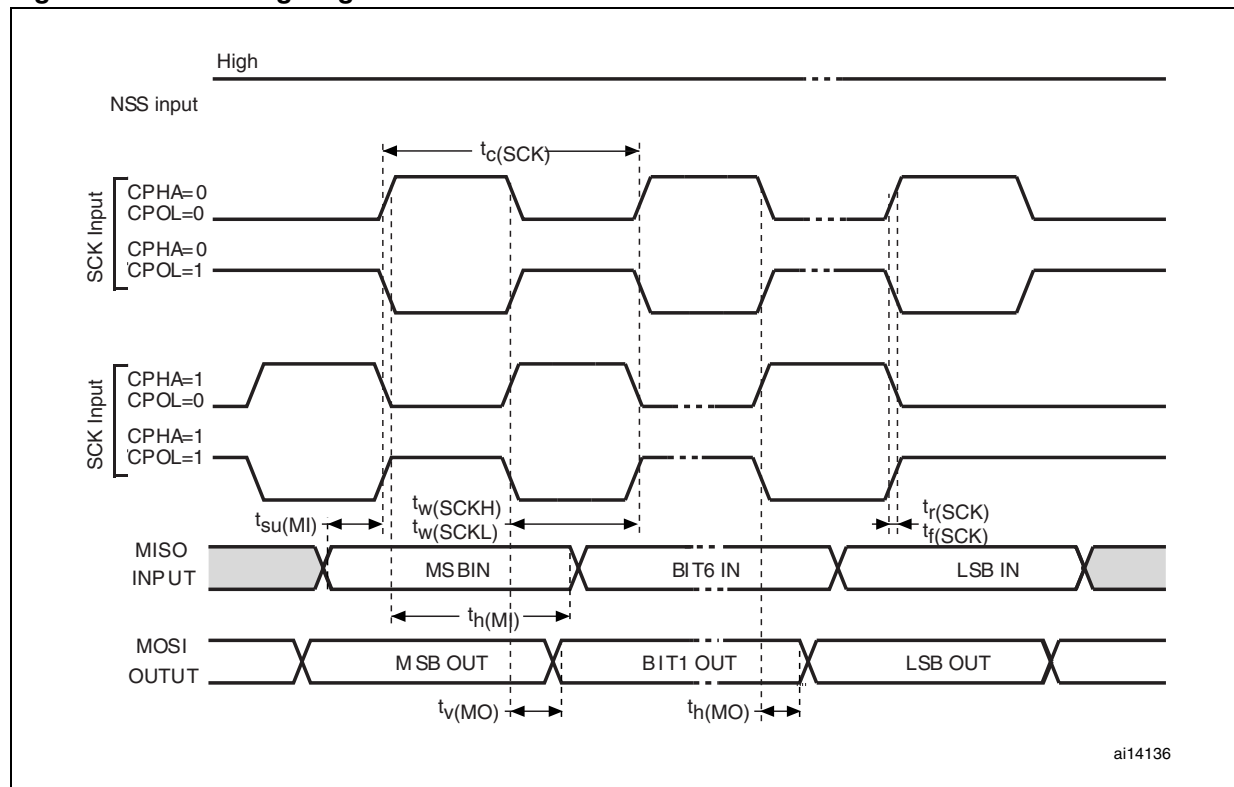 High
NSS input
tc(SCK)
SCK Input
CPHA=0
CPOL=0
CPHA=0
CPOL=1
SCK Input
CPHA=1
CPOL=0
CPHA=1
CPOL=1
tsu(MI)
tw(SCKH)
tw(SCKL)
tr(SCK)
tf(SCK)
MISO
INPUT
MSBIN
BIT6 IN
LSB IN
th(MI)
MOSI
OUTUT
MSB OUT
BIT1 OUT
LSB OUT
tv(MO)
th(MO)
ai14136